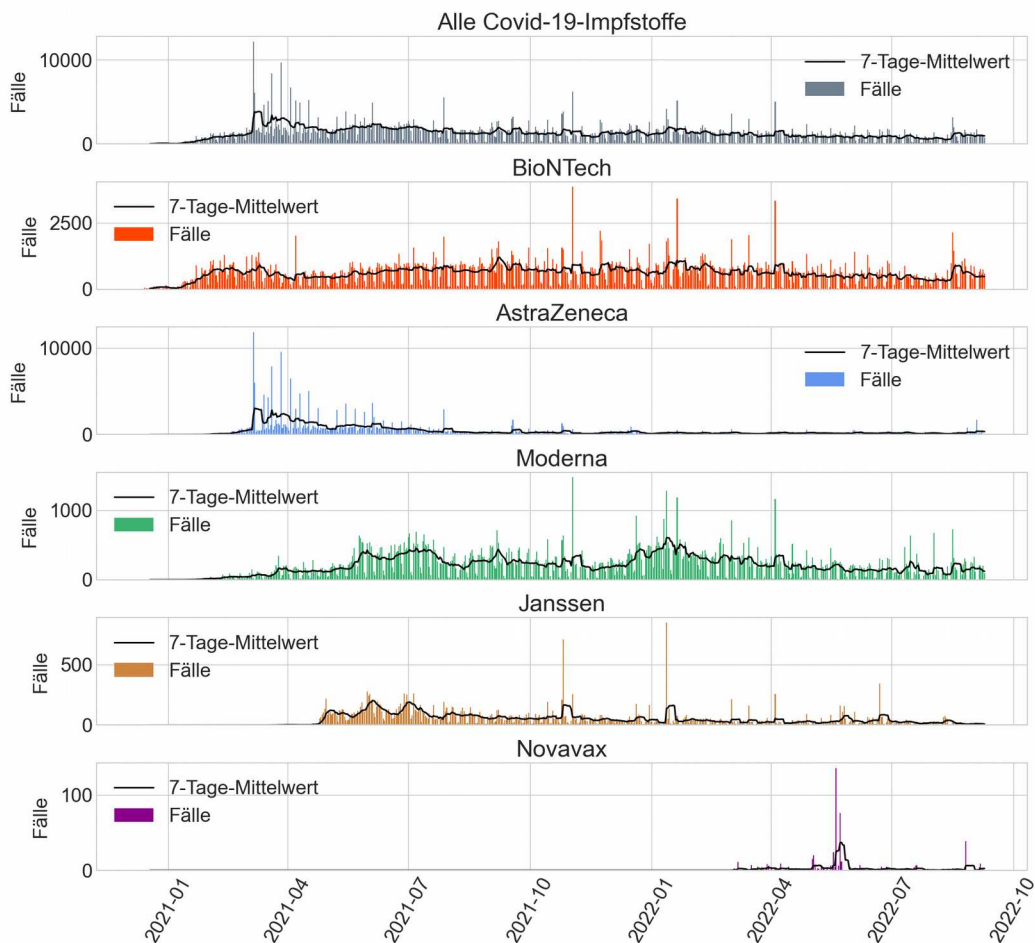 Alle Covid-19-Impfstoffe
10000
0
Fälle
7-Tage-Mittelwert
Fälle
BioNTech
2500
0
Fälle
7-Tage-Mittelwert
Fälle
AstraZeneca
10000
0
Fälle
7-Tage-Mittelwert
Fälle
Moderna
1000
0
Fälle
7-Tage-Mittelwert
Fälle
Janssen
500
0
Fälle
7-Tage-Mittelwert
Fälle
Novavax
100
0
Fälle
7-Tage-Mittelwert
Fälle
2021-01
2021-04
2021-07
2021-10
2022-01
2022-04
2022-07
2022-10